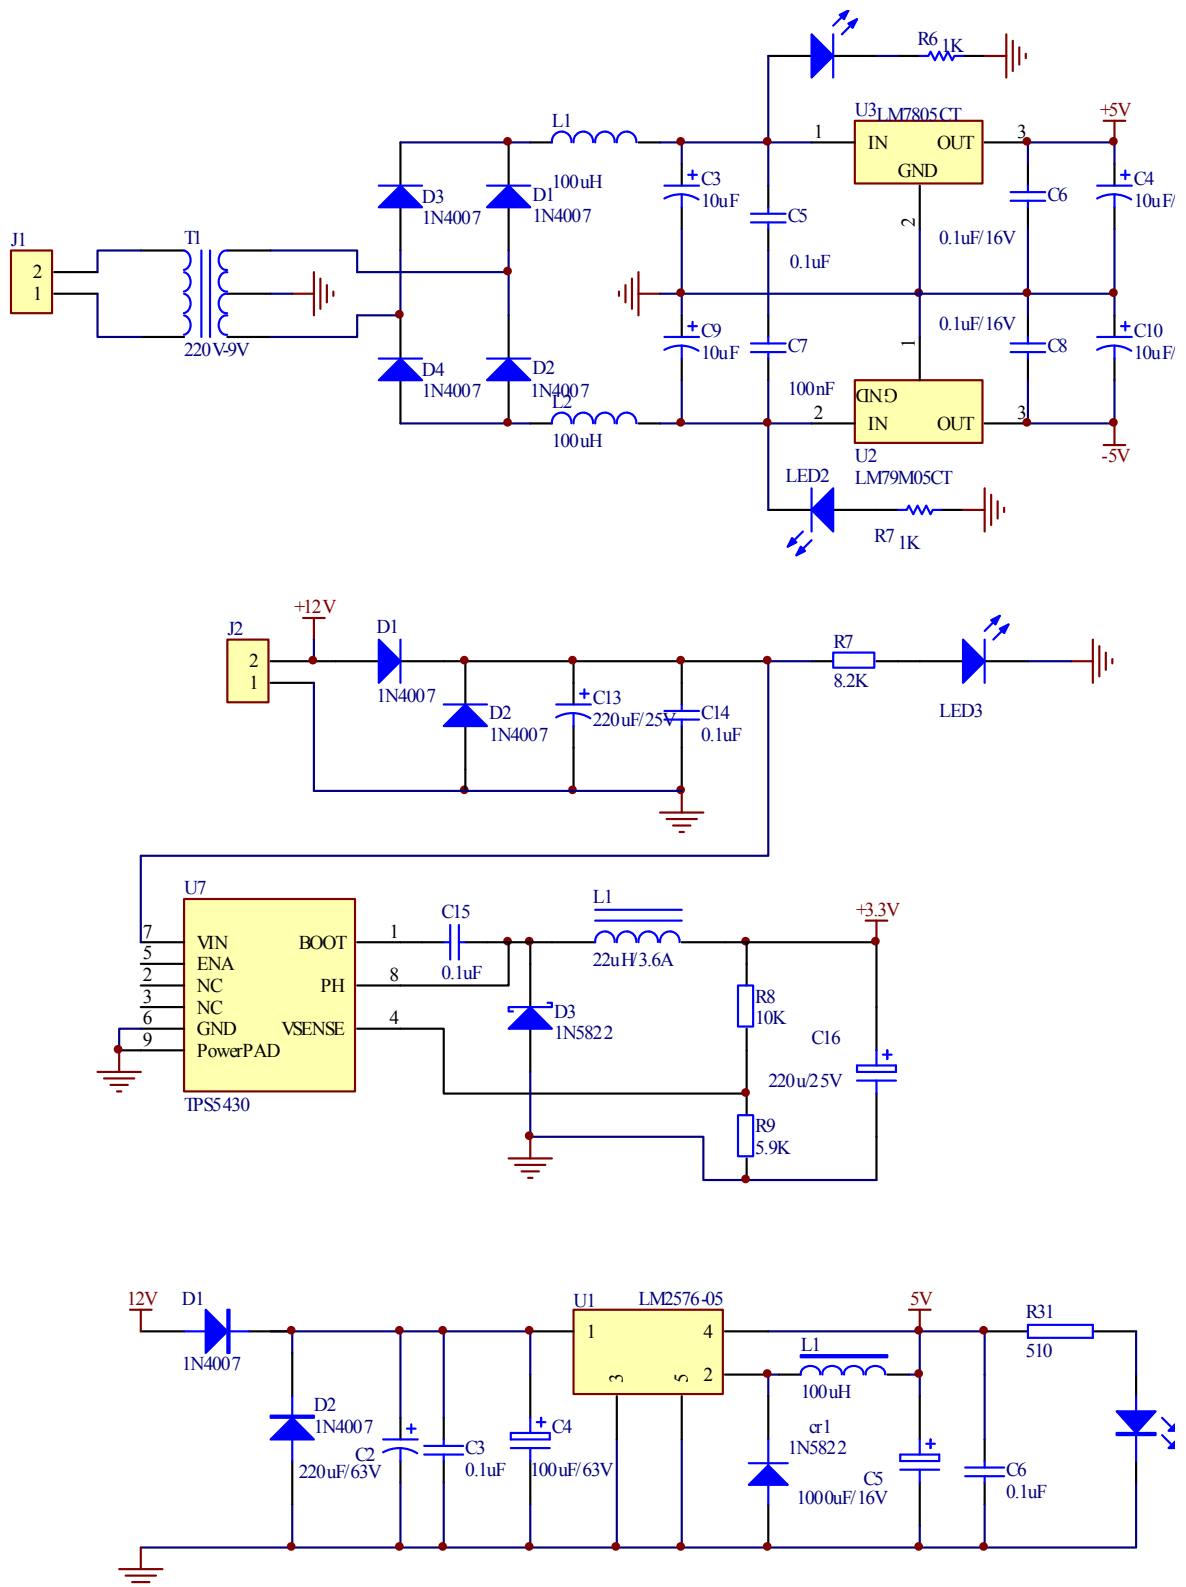 R6 1K
U3 LM7805CT
+5V
L1
1 IN OUT 3
GND
100uH
D3
1N4007
D1
1N4007
C3
10uF
C5
0.1uF
2
C6
0.1uF/16V
C4
10uF/
J1
2
1
T1
220V-9V
C9
10uF
C7
100nF
0.1uF/16V
C8
C10
10uF/
1
D4
1N4007
D2
1N4007
L2
100uH
GND
2 IN OUT 3
U2
LM79M05CT
-5V
LED2
R7 1K
+12V
J2
2
1
D1
1N4007
R7
8.2K
LED3
D2
1N4007
C13
220uF/25V
C14
0.1uF
U7
7 VIN BOOT 1
5 ENA
2 NC PH 8
3 NC
6 GND VSENSE 4
9 PowerPAD
TPS5430
C15
0.1uF
L1
22uH/3.6A
+3.3V
D3
1N5822
R8
10K
C16
220u/25V
R9
5.9K
12V
D1
1N4007
U1 LM2576-05
1 4
2
3 5
5V
L1
100uH
R31
510
D2
1N4007
C2
220uF/63V
C3
0.1uF
C4
100uF/63V
cr1
1N5822
C5
1000uF/16V
C6
0.1uF